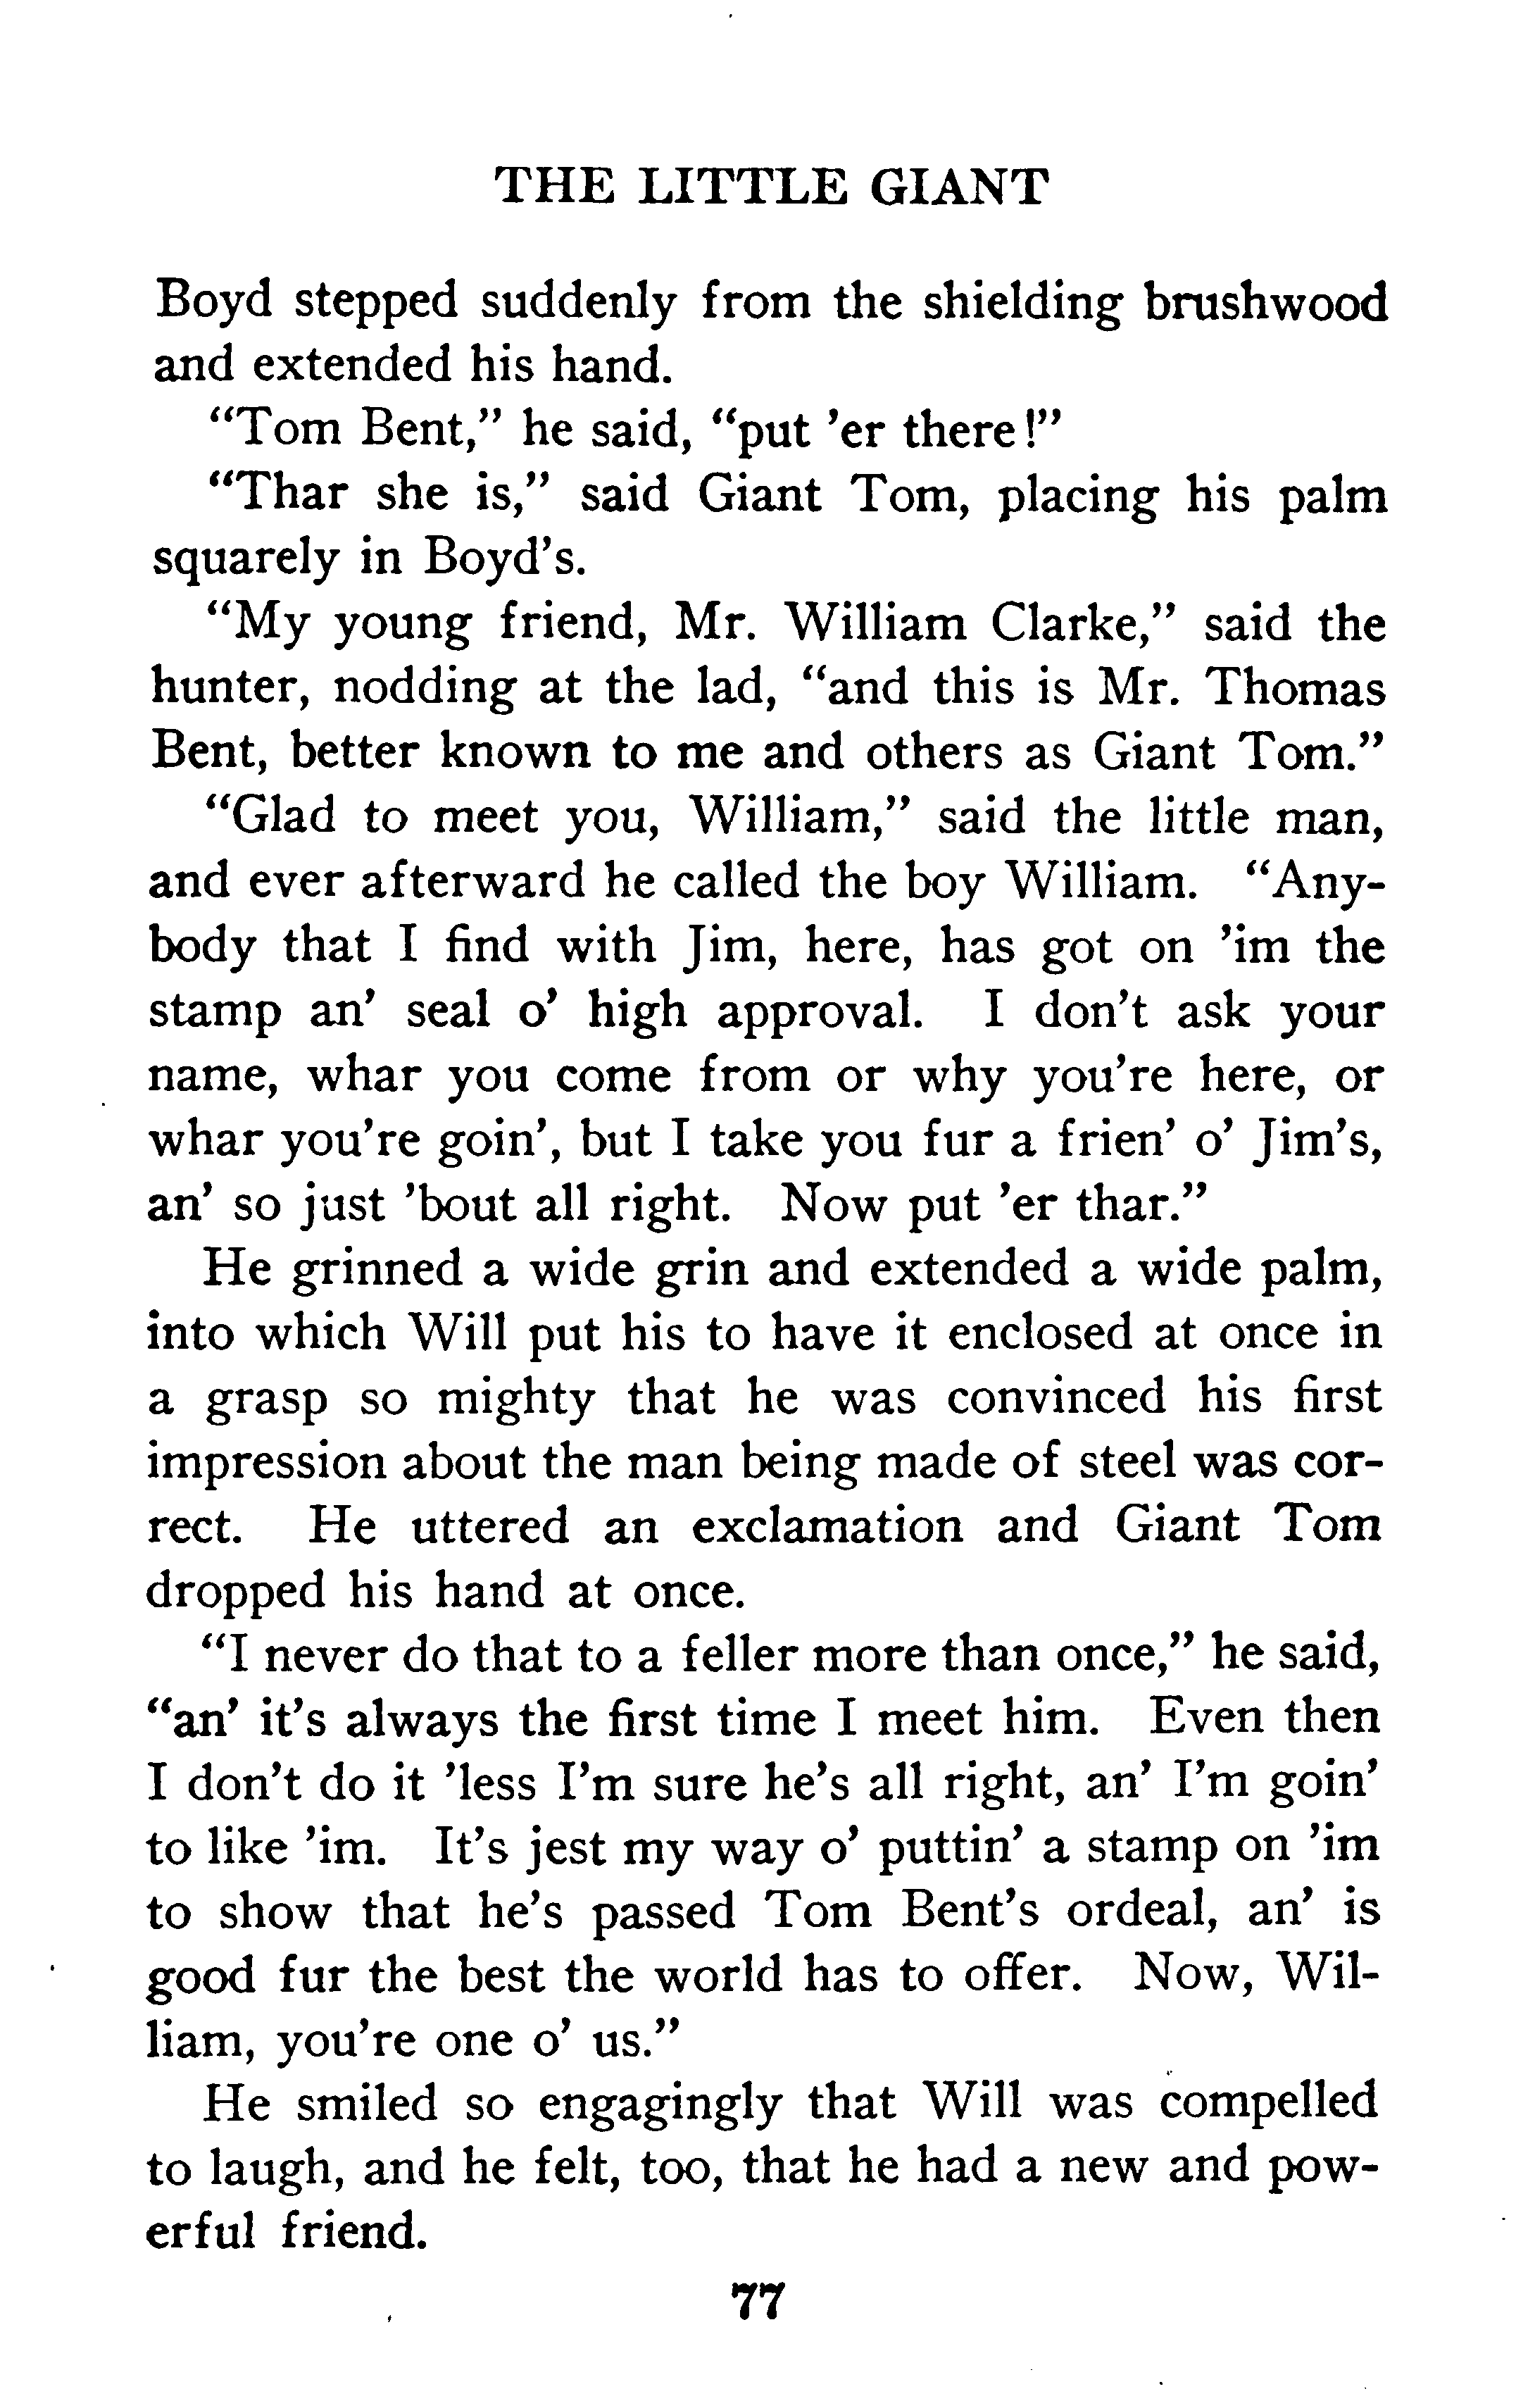 THE LITTLE GIANT
Boyd stepped suddenly from the shielding brushwood
and extended his hand.
"Tom Bent," he said, "put 'er there!"
"Thar she is," said Giant Tom, placing his palm
squarely in Boyd's.
"My young friend, Mr. William Clarke," said the
hunter, nodding at the lad, "and this is Mr. Thomas
Bent, better known to me and others as Giant Tom."
"Glad to meet you, William," said the little man,
and ever afterward he called the boy William. "Any-
body that I find with Jim, here, has got on 'im the
stamp an' seal o' high approval. I don't ask your
name, whar you come from or why you're here, or
whar you're goin', but I take you fur a frien' o' Jim's,
an' so just 'bout all right. Now put 'er thar."
He grinned a wide grin and extended a wide palm,
into which Will put his to have it enclosed at once in
a grasp so mighty that he was convinced his first
impression about the man being made of steel was cor-
rect. He uttered an exclamation and Giant Tom
dropped his hand at once.
"I never do that to a feller more than once," he said,
"an' it's always the first time I meet him. Even then
I don't do it 'less I'm sure he's all right, an' I'm goin'
to like 'im. It's jest my way o' puttin' a stamp on 'im
to show that he's passed Tom Bent's ordeal, an' is
good fur the best the world has to offer. Now, Wil-
liam, you're one o' us."
He smiled so engagingly that Will was compelled
to laugh, and he felt, too, that he had a new and pow-
erful friend.
77